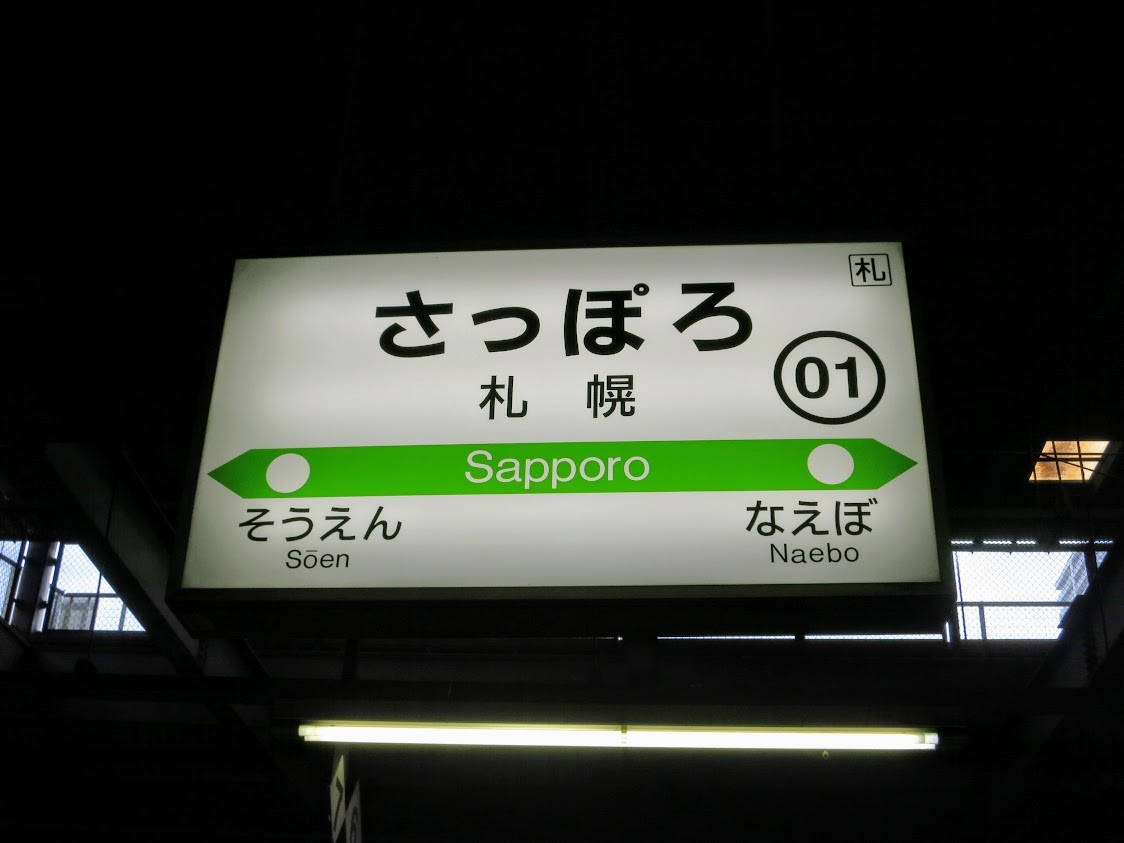 札
さっぽろ
01
札 幌
Sapporo
そうえん
Sōen
なえぼ
Naebo